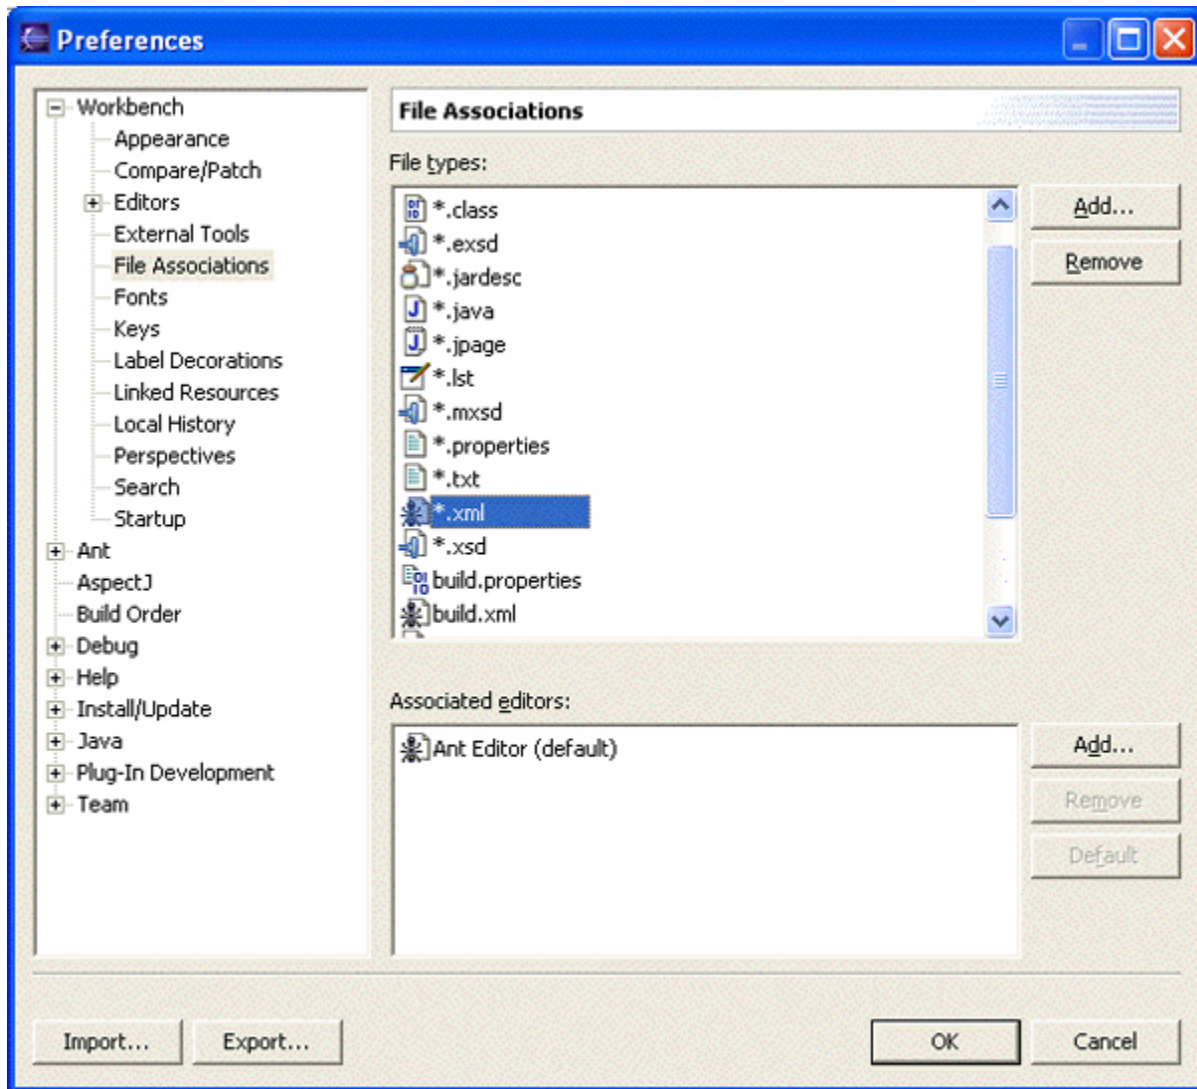 Preferences
Workbench
Appearance
Compare/Patch
Editors
External Tools
File Associations
Fonts
Keys
Label Decorations
Linked Resources
Local History
Perspectives
Search
Startup
Ant
AspectJ
Build Order
Debug
Help
Install/Update
Java
Plug-In Development
Team
File Associations
File types:
*.class
*.exsd
*.jardesc
*.java
*.jpage
*.lst
*.mxsd
*.properties
*.txt
*.xml
*.xsd
build.properties
build.xml
Add...
Remove
Associated editors:
Ant Editor (default)
Add...
Remove
Default
Import...
Export...
OK
Cancel